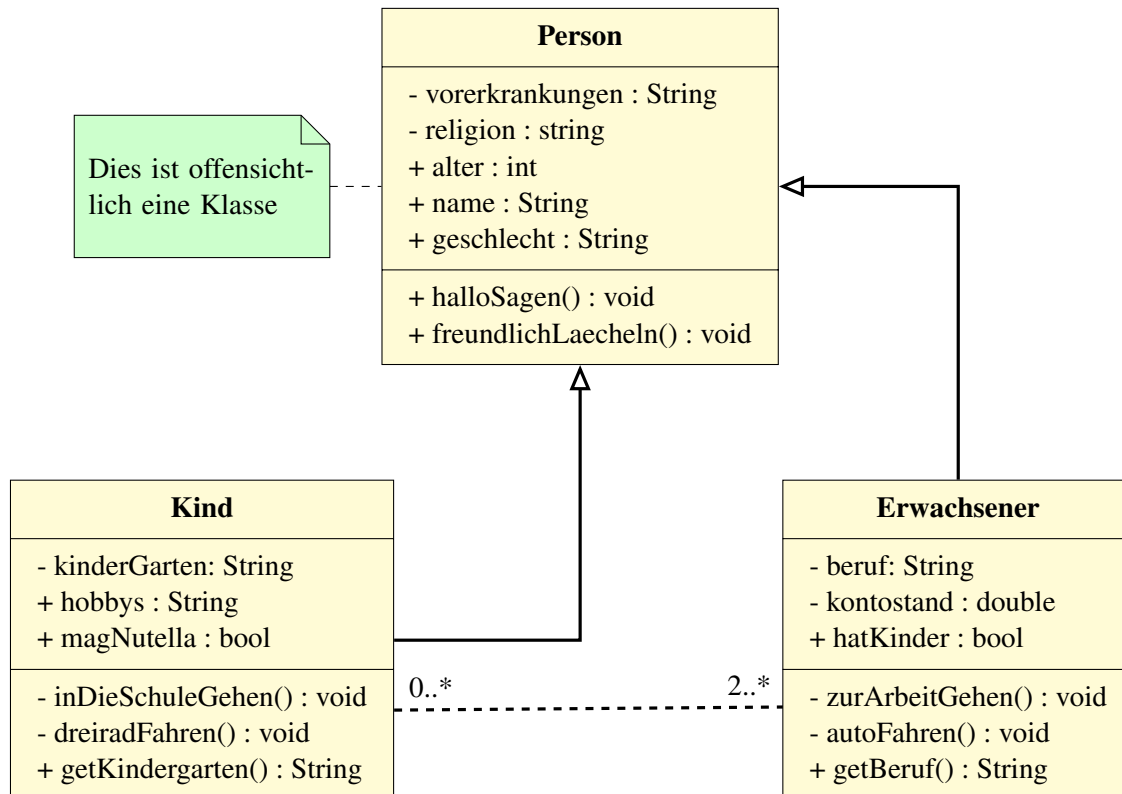 Person
- vorerkrankungen : String
- religion : string
+ alter : int
+ name : String
+ geschlecht : String
+ halloSagen() : void
+ freundlichLaecheln() : void
Dies ist offensicht-
lich eine Klasse
Kind
- kinderGarten: String
+ hobbys : String
+ magNutella : bool
- inDieSchuleGehen() : void
- dreiradFahren() : void
+ getKindergarten() : String
0..*
2..*
Erwachsener
- beruf: String
- kontostand : double
+ hatKinder : bool
- zurArbeitGehen() : void
- autoFahren() : void
+ getBeruf() : String